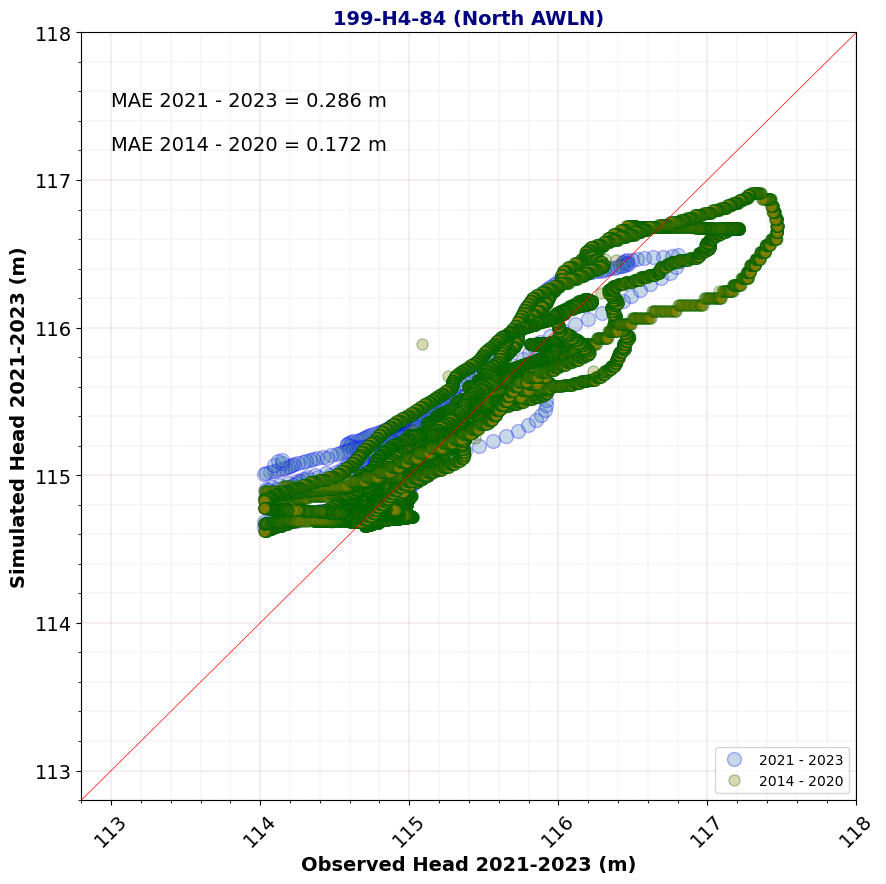 199-H4-84 (North AWLN)
118
MAE 2021 - 2023 = 0.286 m
MAE 2014 - 2020 = 0.172 m
117
116
115
114
113
Simulated Head 2021-2023 (m)
2021 - 2023
2014 - 2020
113 114 115 116 117 118
Observed Head 2021-2023 (m)